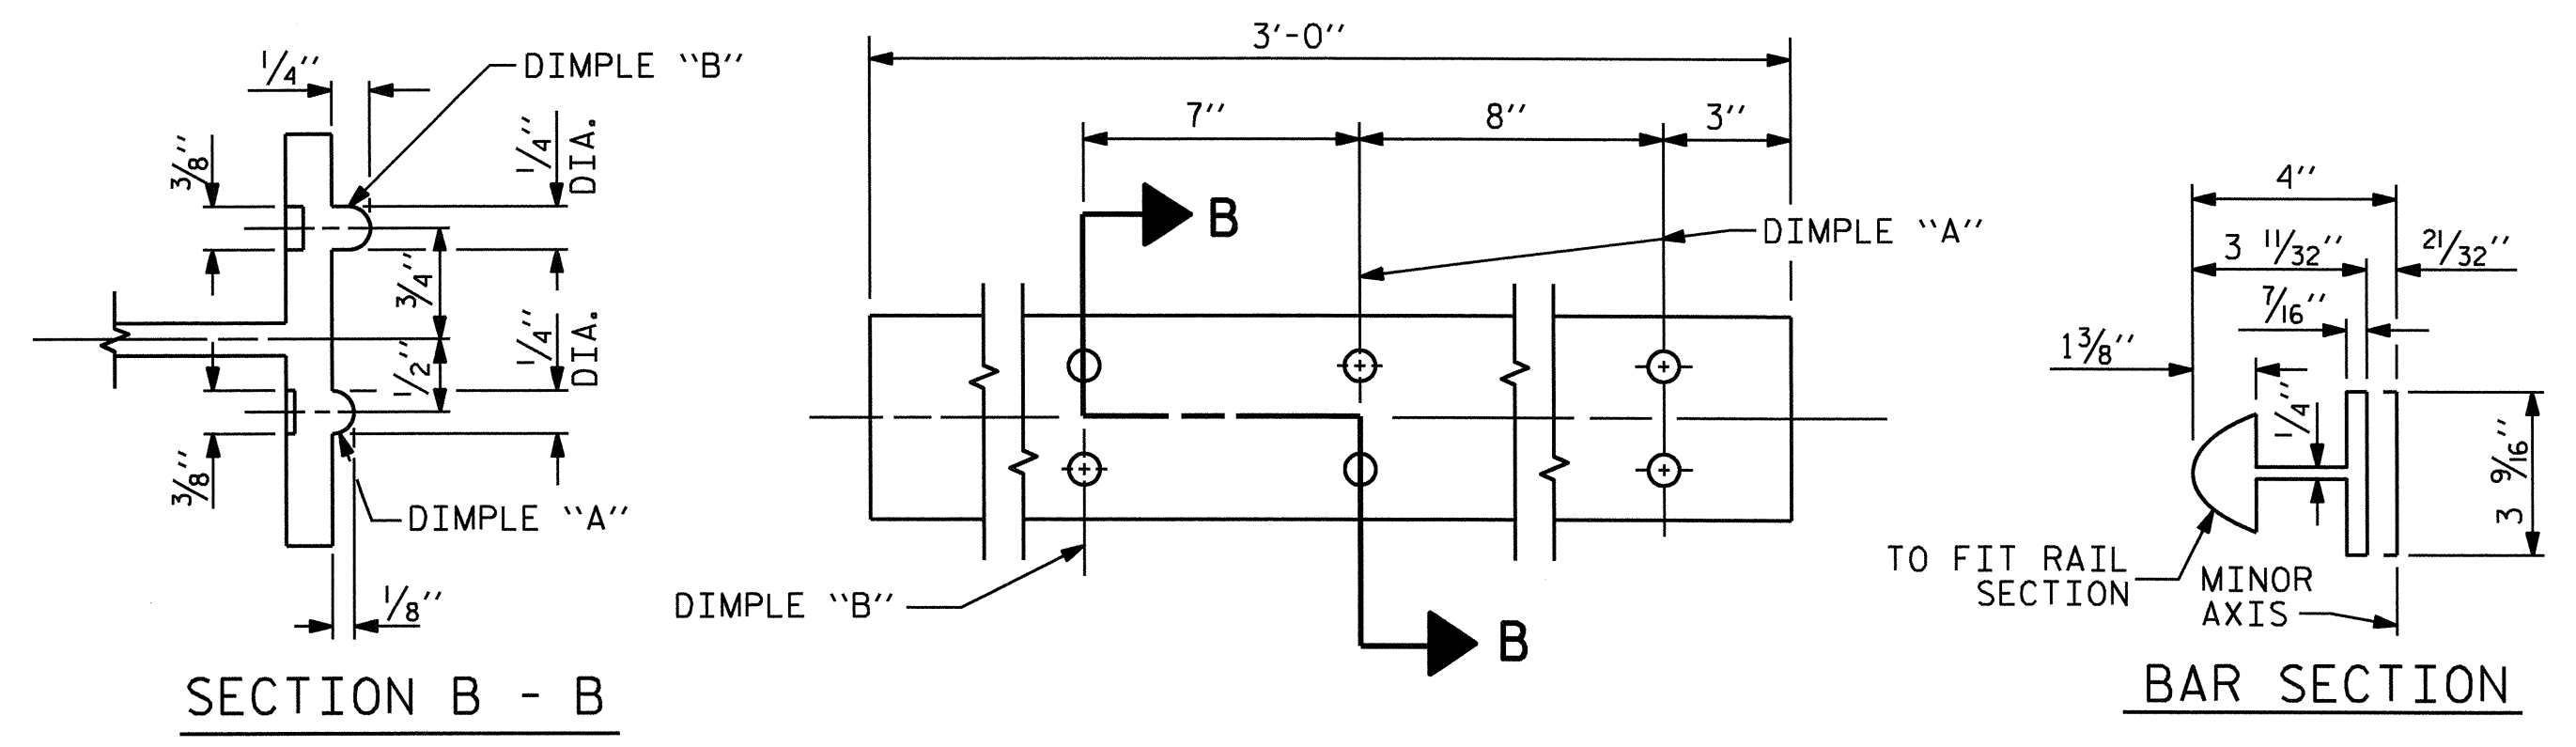 1/4"
DIMPLE "B"
3/8"
1/4"
DIA.
3/4"
1/4"
DIA.
1/2"
3/8"
DIMPLE "A"
1/8"
SECTION B - B
3'-0"
7"
8"
3"
B
DIMPLE "A"
DIMPLE "B"
B
4"
3 11/32"
21/32"
7/16"
1 3/8"
1/4"
3 9/16"
TO FIT RAIL
SECTION
MINOR
AXIS
BAR SECTION